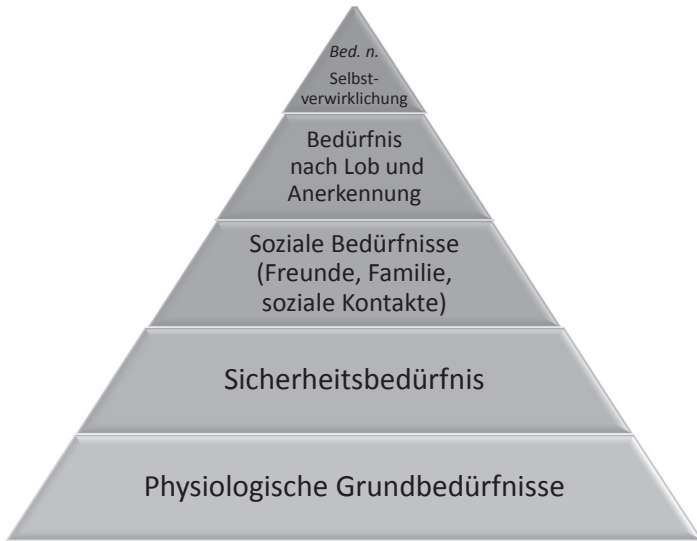 Bed. n.
Selbst-
verwirklichung
Bedürfnis
nach Lob und
Anerkennung
Soziale Bedürfnisse
(Freunde, Familie,
soziale Kontakte)
Sicherheitsbedürfnis
Physiologische Grundbedürfnisse